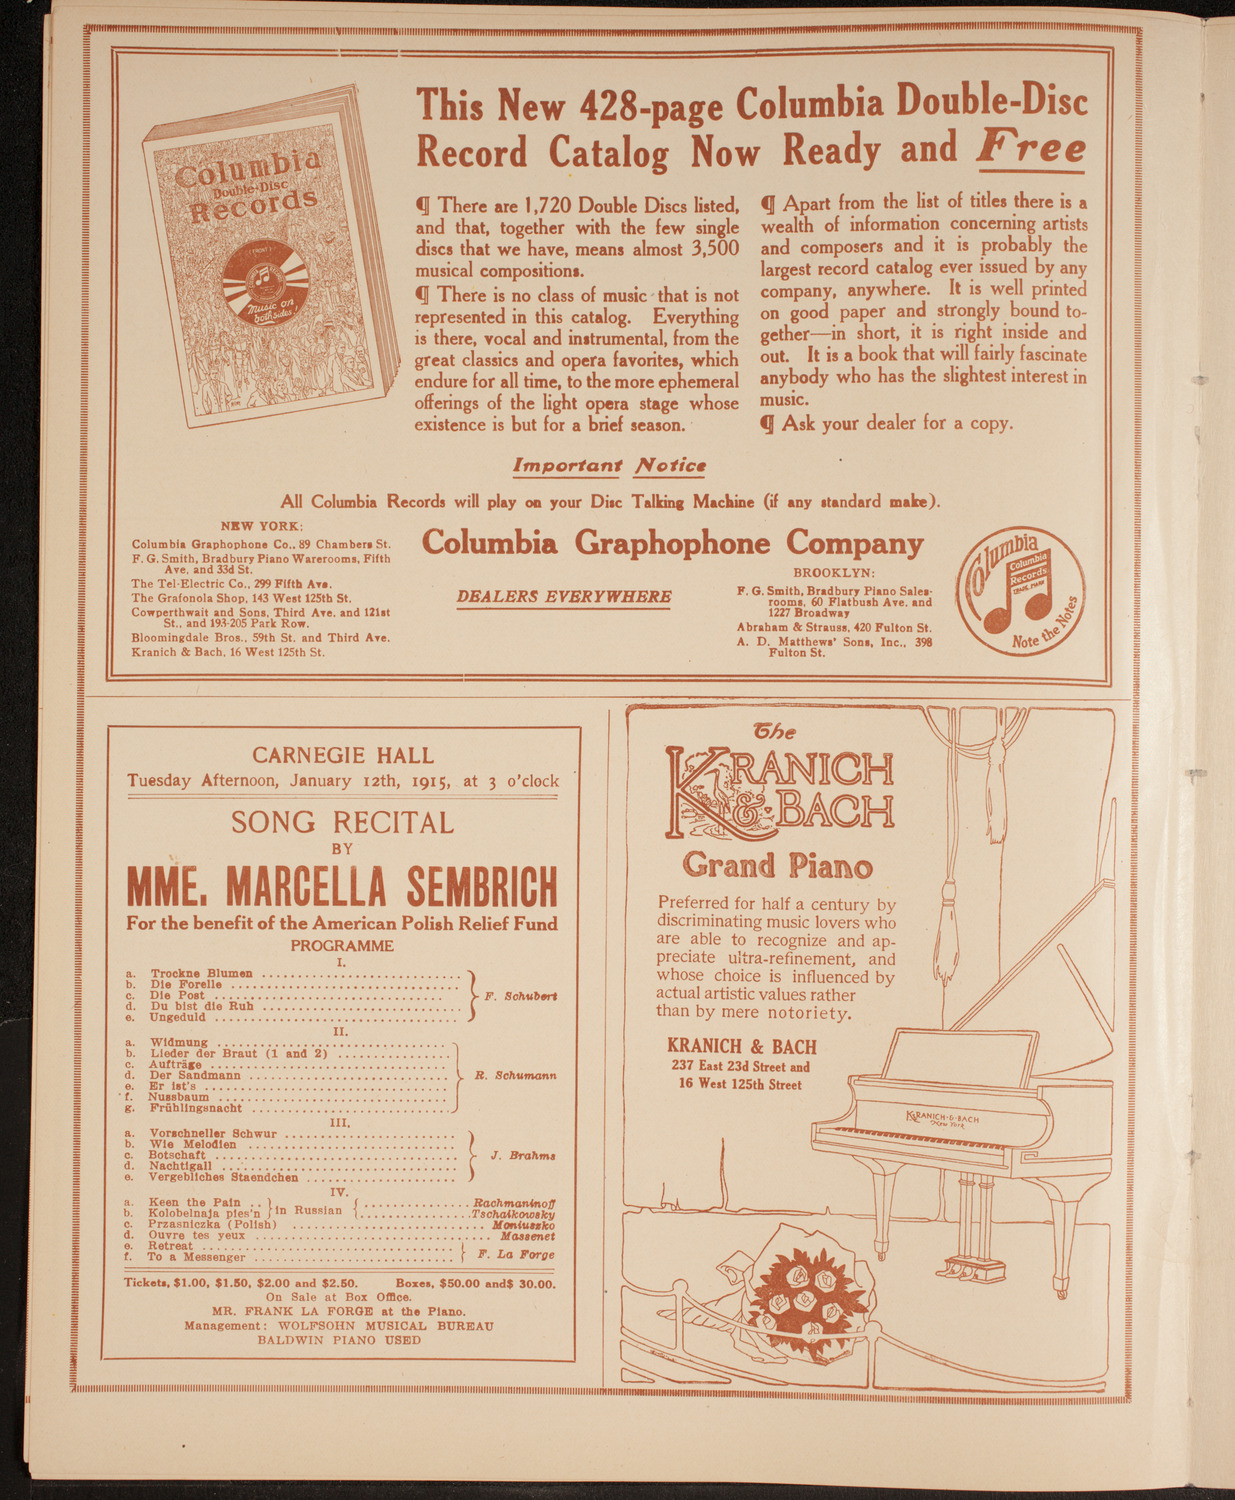 This New 428-page Columbia Double-Disc
Record Catalog Now Ready and Free
Columbia
Double-Disc
Records
Music on
both sides!
¶ There are 1,720 Double Discs listed,
and that, together with the few single
discs that we have, means almost 3,500
musical compositions.
¶ There is no class of music that is not
represented in this catalog. Everything
is there, vocal and instrumental, from the
great classics and opera favorites, which
endure for all time, to the more ephemeral
offerings of the light opera stage whose
existence is but for a brief season.
¶ Apart from the list of titles there is a
wealth of information concerning artists
and composers and it is probably the
largest record catalog ever issued by any
company, anywhere. It is well printed
on good paper and strongly bound to-
gether—in short, it is right inside and
out. It is a book that will fairly fascinate
anybody who has the slightest interest in
music.
¶ Ask your dealer for a copy.
Important Notice
All Columbia Records will play on your Disc Talking Machine (if any standard make).
NEW YORK:
Columbia Graphophone Co., 89 Chambers St.
F. G. Smith, Bradbury Piano Warerooms, Fifth
Ave. and 33d St.
The Tel-Electric Co., 299 Fifth Ave.
The Grafonola Shop, 143 West 125th St.
Cowperthwait and Sons, Third Ave. and 121st
St., and 193-205 Park Row.
Bloomingdale Bros., 59th St. and Third Ave.
Kranich & Bach, 16 West 125th St.
Columbia Graphophone Company
DEALERS EVERYWHERE
BROOKLYN:
F. G. Smith, Bradbury Piano Sales-
rooms, 60 Flatbush Ave. and
1227 Broadway
Abraham & Strauss, 420 Fulton St.
A. D. Matthews' Sons, Inc., 398
Fulton St.
Columbia
Columbia
Records
TRADE MARK
Note the Notes
CARNEGIE HALL
Tuesday Afternoon, January 12th, 1915, at 3 o'clock
SONG RECITAL
BY
MME. MARCELLA SEMBRICH
For the benefit of the American Polish Relief Fund
PROGRAMME
I.
a. Trockne Blumen
b. Die Forelle
c. Die Post
d. Du bist die Ruh
e. Ungeduld
F. Schubert
II.
a. Widmung
b. Lieder der Braut (1 and 2)
c. Aufträge
d. Der Sandmann
e. Er ist's
f. Nussbaum
g. Frühlingsnacht
R. Schumann
III.
a. Vorschneller Schwur
b. Wie Melodien
c. Botschaft
d. Nachtigall
e. Vergebliches Staendchen
J. Brahms
IV.
a. Keen the Pain .. } in Russian { Rachmaninoff
b. Kolobelnaja pies'n } in Russian { Tschaikowsky
c. Przasniczka (Polish) Moniuszko
d. Ouvre tes yeux Massenet
e. Retreat
f. To a Messenger
F. La Forge
Tickets, $1.00, $1.50, $2.00 and $2.50. Boxes, $50.00 and$ 30.00.
On Sale at Box Office.
MR. FRANK LA FORGE at the Piano.
Management: WOLFSOHN MUSICAL BUREAU
BALDWIN PIANO USED
The
KRANICH
& BACH
Grand Piano
Preferred for half a century by
discriminating music lovers who
are able to recognize and ap-
preciate ultra-refinement, and
whose choice is influenced by
actual artistic values rather
than by mere notoriety.
KRANICH & BACH
237 East 23d Street and
16 West 125th Street
KRANICH & BACH
New York